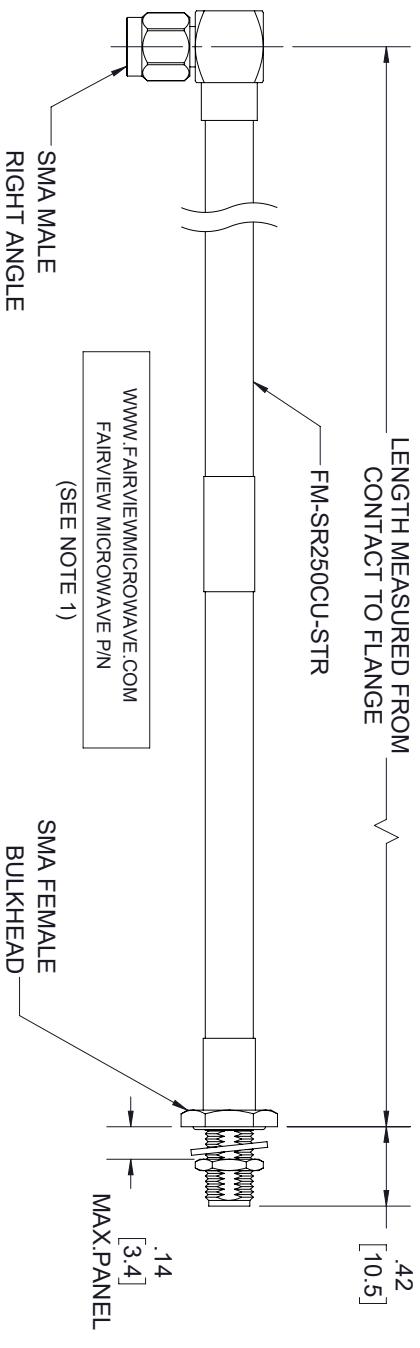 LENGTH MEASURED FROM
CONTACT TO FLANGE
.42
[10.5]
FM-SR250CU-STR
.14
[3.4]
MAX.PANEL
SMA MALE
RIGHT ANGLE
WWW.FAIRVIEWMICROWAVE.COM
FAIRVIEW MICROWAVE P/N
(SEE NOTE 1)
SMA FEMALE
BULKHEAD